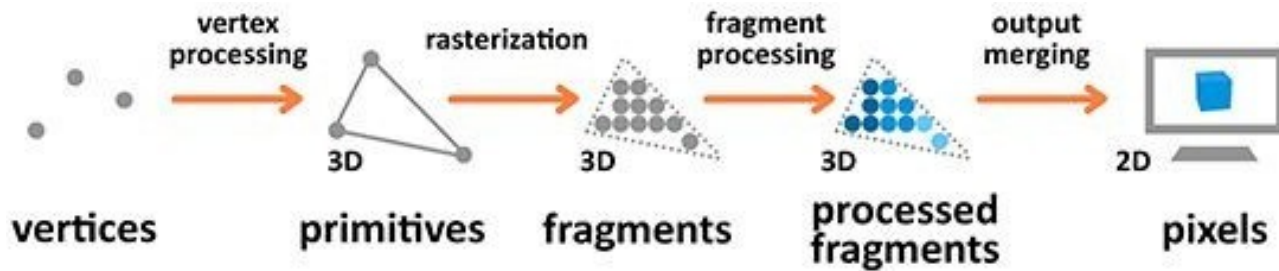 vertex
processing
rasterization
fragment
processing
output
merging
3D
3D
3D
2D
vertices
primitives
fragments
processed
fragments
pixels